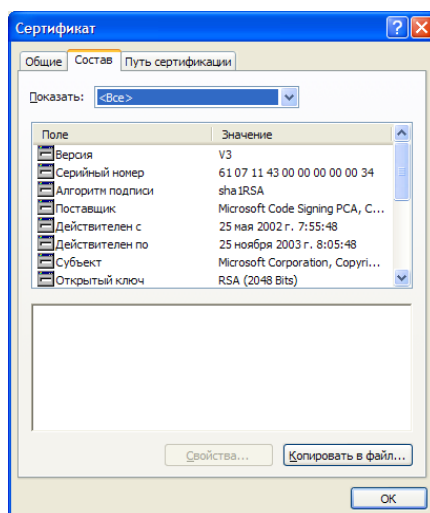 Сертификат
Общие Состав Путь сертификации
Показать: <Все>
Поле Значение
Версия V3
Серийный номер 61 07 11 43 00 00 00 00 00 34
Алгоритм подписи sha1RSA
Поставщик Microsoft Code Signing PCA, C...
Действителен с 25 мая 2002 г. 7:55:48
Действителен по 25 ноября 2003 г. 8:05:48
Субъект Microsoft Corporation, Copyri...
Открытый ключ RSA (2048 Bits)
Свойства... Копировать в файл...
ОК